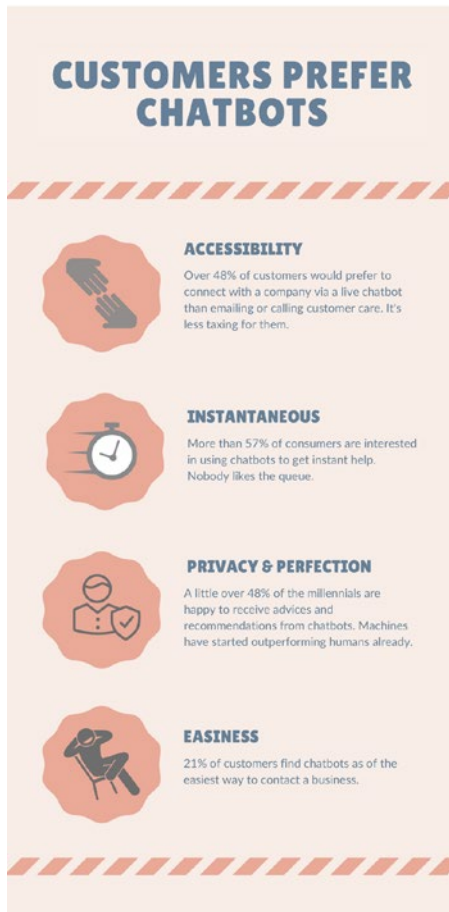 CUSTOMERS PREFER
CHATBOTS
ACCESSIBILITY
Over 48% of customers would prefer to
connect with a company via a live chatbot
than emailing or calling customer care. It's
less taxing for them.
INSTANTANEOUS
More than 57% of consumers are interested
in using chatbots to get instant help.
Nobody likes the queue.
PRIVACY & PERFECTION
A little over 48% of the millennials are
happy to receive advices and
recommendations from chatbots. Machines
have started outperforming humans already.
EASINESS
21% of customers find chatbots as of the
easiest way to contact a business.